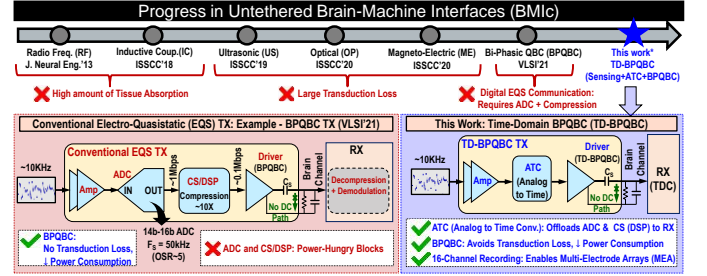 Progress in Untethered Brain-Machine Interfaces (BMIc)
Radio Freq. (RF)
J. Neural Eng.'13
Inductive Coup.(IC)
ISSCC'18
Ultrasonic (US)
ISSCC'19
Optical (OP)
ISSCC'20
Magneto-Electric (ME)
ISSCC'20
Bi-Phasic QBC (BPQBC)
VLSI'21
This work*
TD-BPQBC
(Sensing+ATC+BPQBC)
High amount of Tissue Absorption
Large Transduction Loss
Digital EQS Communication:
Requires ADC + Compression
Conventional Electro-Quasistatic (EQS) TX: Example - BPQBC TX (VLSI'21)
Conventional EQS TX
~10KHz
Amp
ADC
IN OUT
~1Mbps
CS/DSP
Compression
~10X
~0.1Mbps
Driver
(BPQBC)
Cs
No DC
Path
Brain
Channel
RX
Decompression
+ Demodulation
14b-16b ADC
Fs = 50kHz
(OSR~5)
BPQBC:
No Transduction Loss,
↓ Power Consumption
ADC and CS/DSP: Power-Hungry Blocks
This Work: Time-Domain BPQBC (TD-BPQBC)
TD-BPQBC TX
~10KHz
Amp
ATC
(Analog
to Time)
Driver
(TD-BPQBC)
Cs
No DC
Path
Brain
Channel
RX
(TDC)
ATC (Analog to Time Conv.): Offloads ADC & CS (DSP) to RX
BPQBC: Avoids Transduction Loss, ↓ Power Consumption
16-Channel Recording: Enables Multi-Electrode Arrays (MEA)